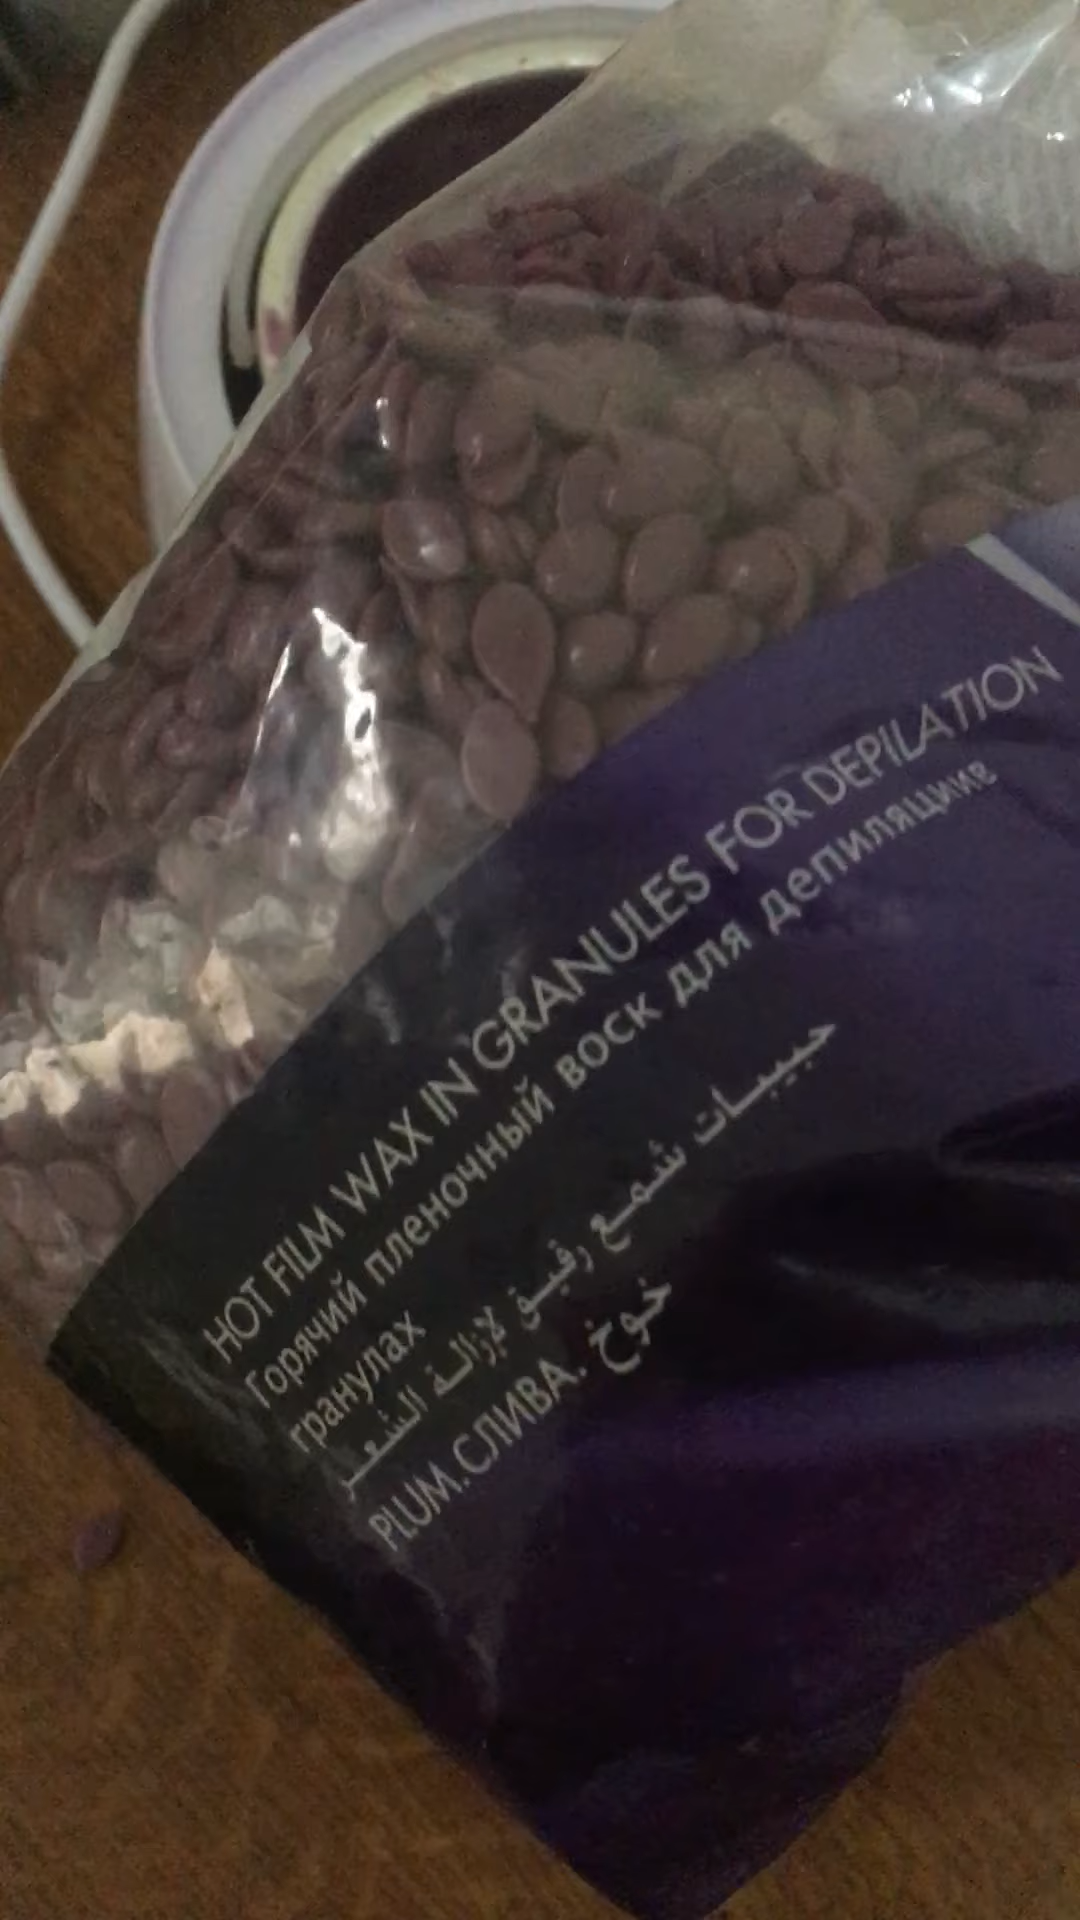 HOT FILM WAX IN GRANULES FOR DEPILATION
Горячий пленочный воск для депиляциив
гранулах
حبيبات شمع رقيق لإزالة الشعر
PLUM.СЛИВА. خوخ